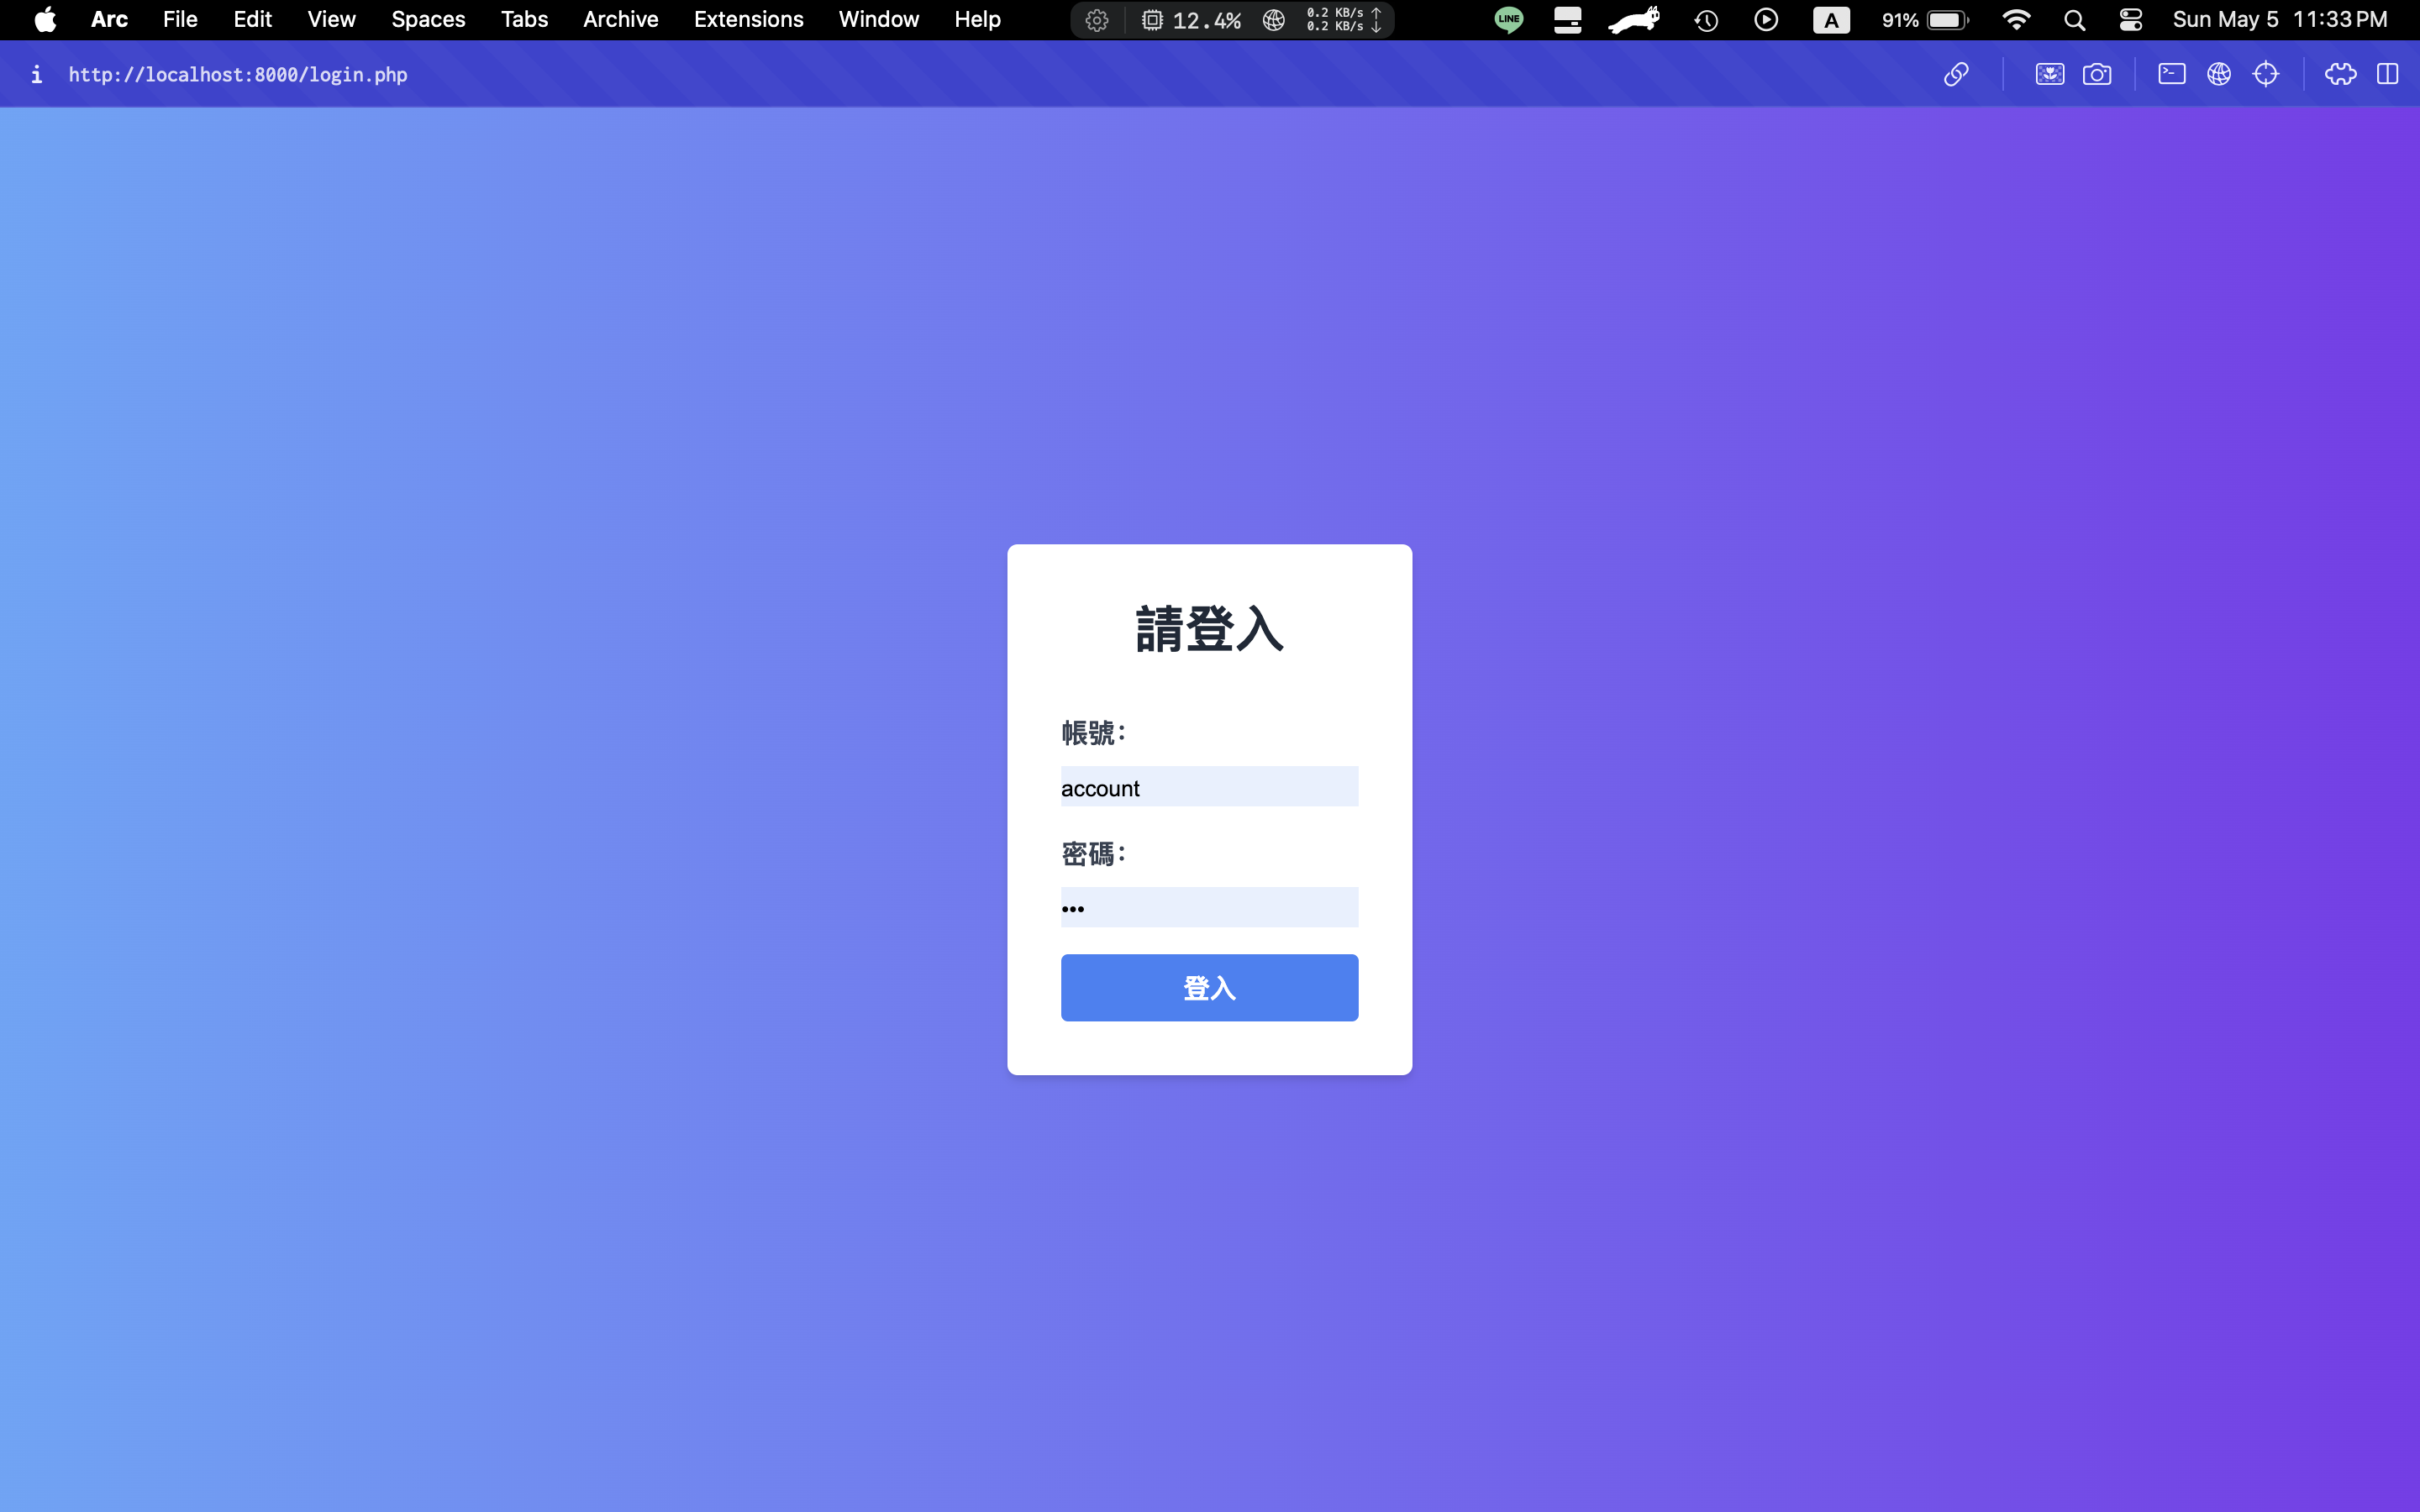 Arc File Edit View Spaces Tabs Archive Extensions Window Help 12.4% 0.2 KB/s ↑ 0.2 KB/s ↓ LINE A 91% Sun May 5 11:33 PM
i http://localhost:8000/login.php
請登入
帳號：
account
密碼：
•••
登入